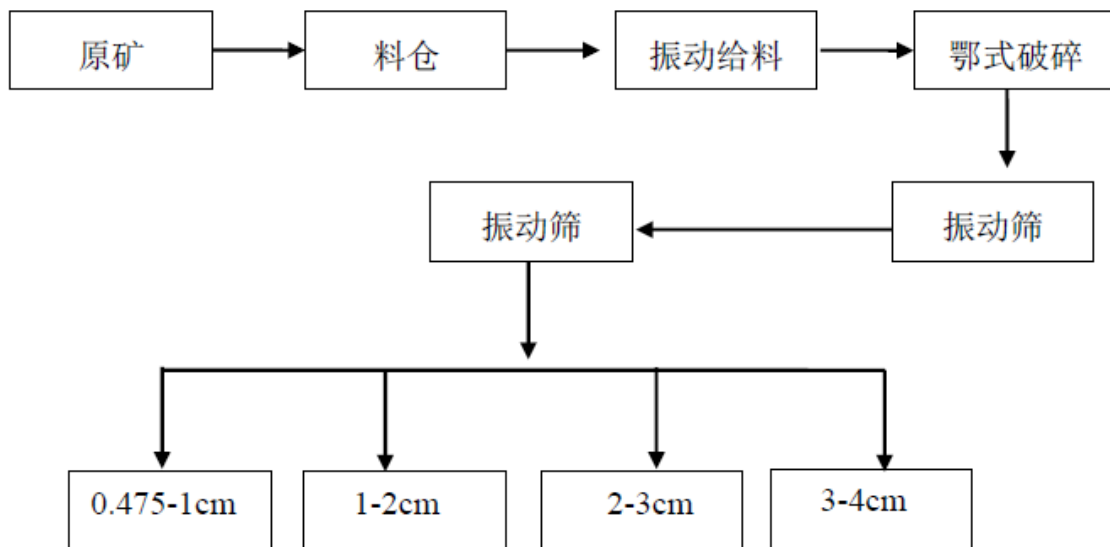 原矿
料仓
振动给料
鄂式破碎
振动筛
振动筛
0.475-1cm
1-2cm
2-3cm
3-4cm